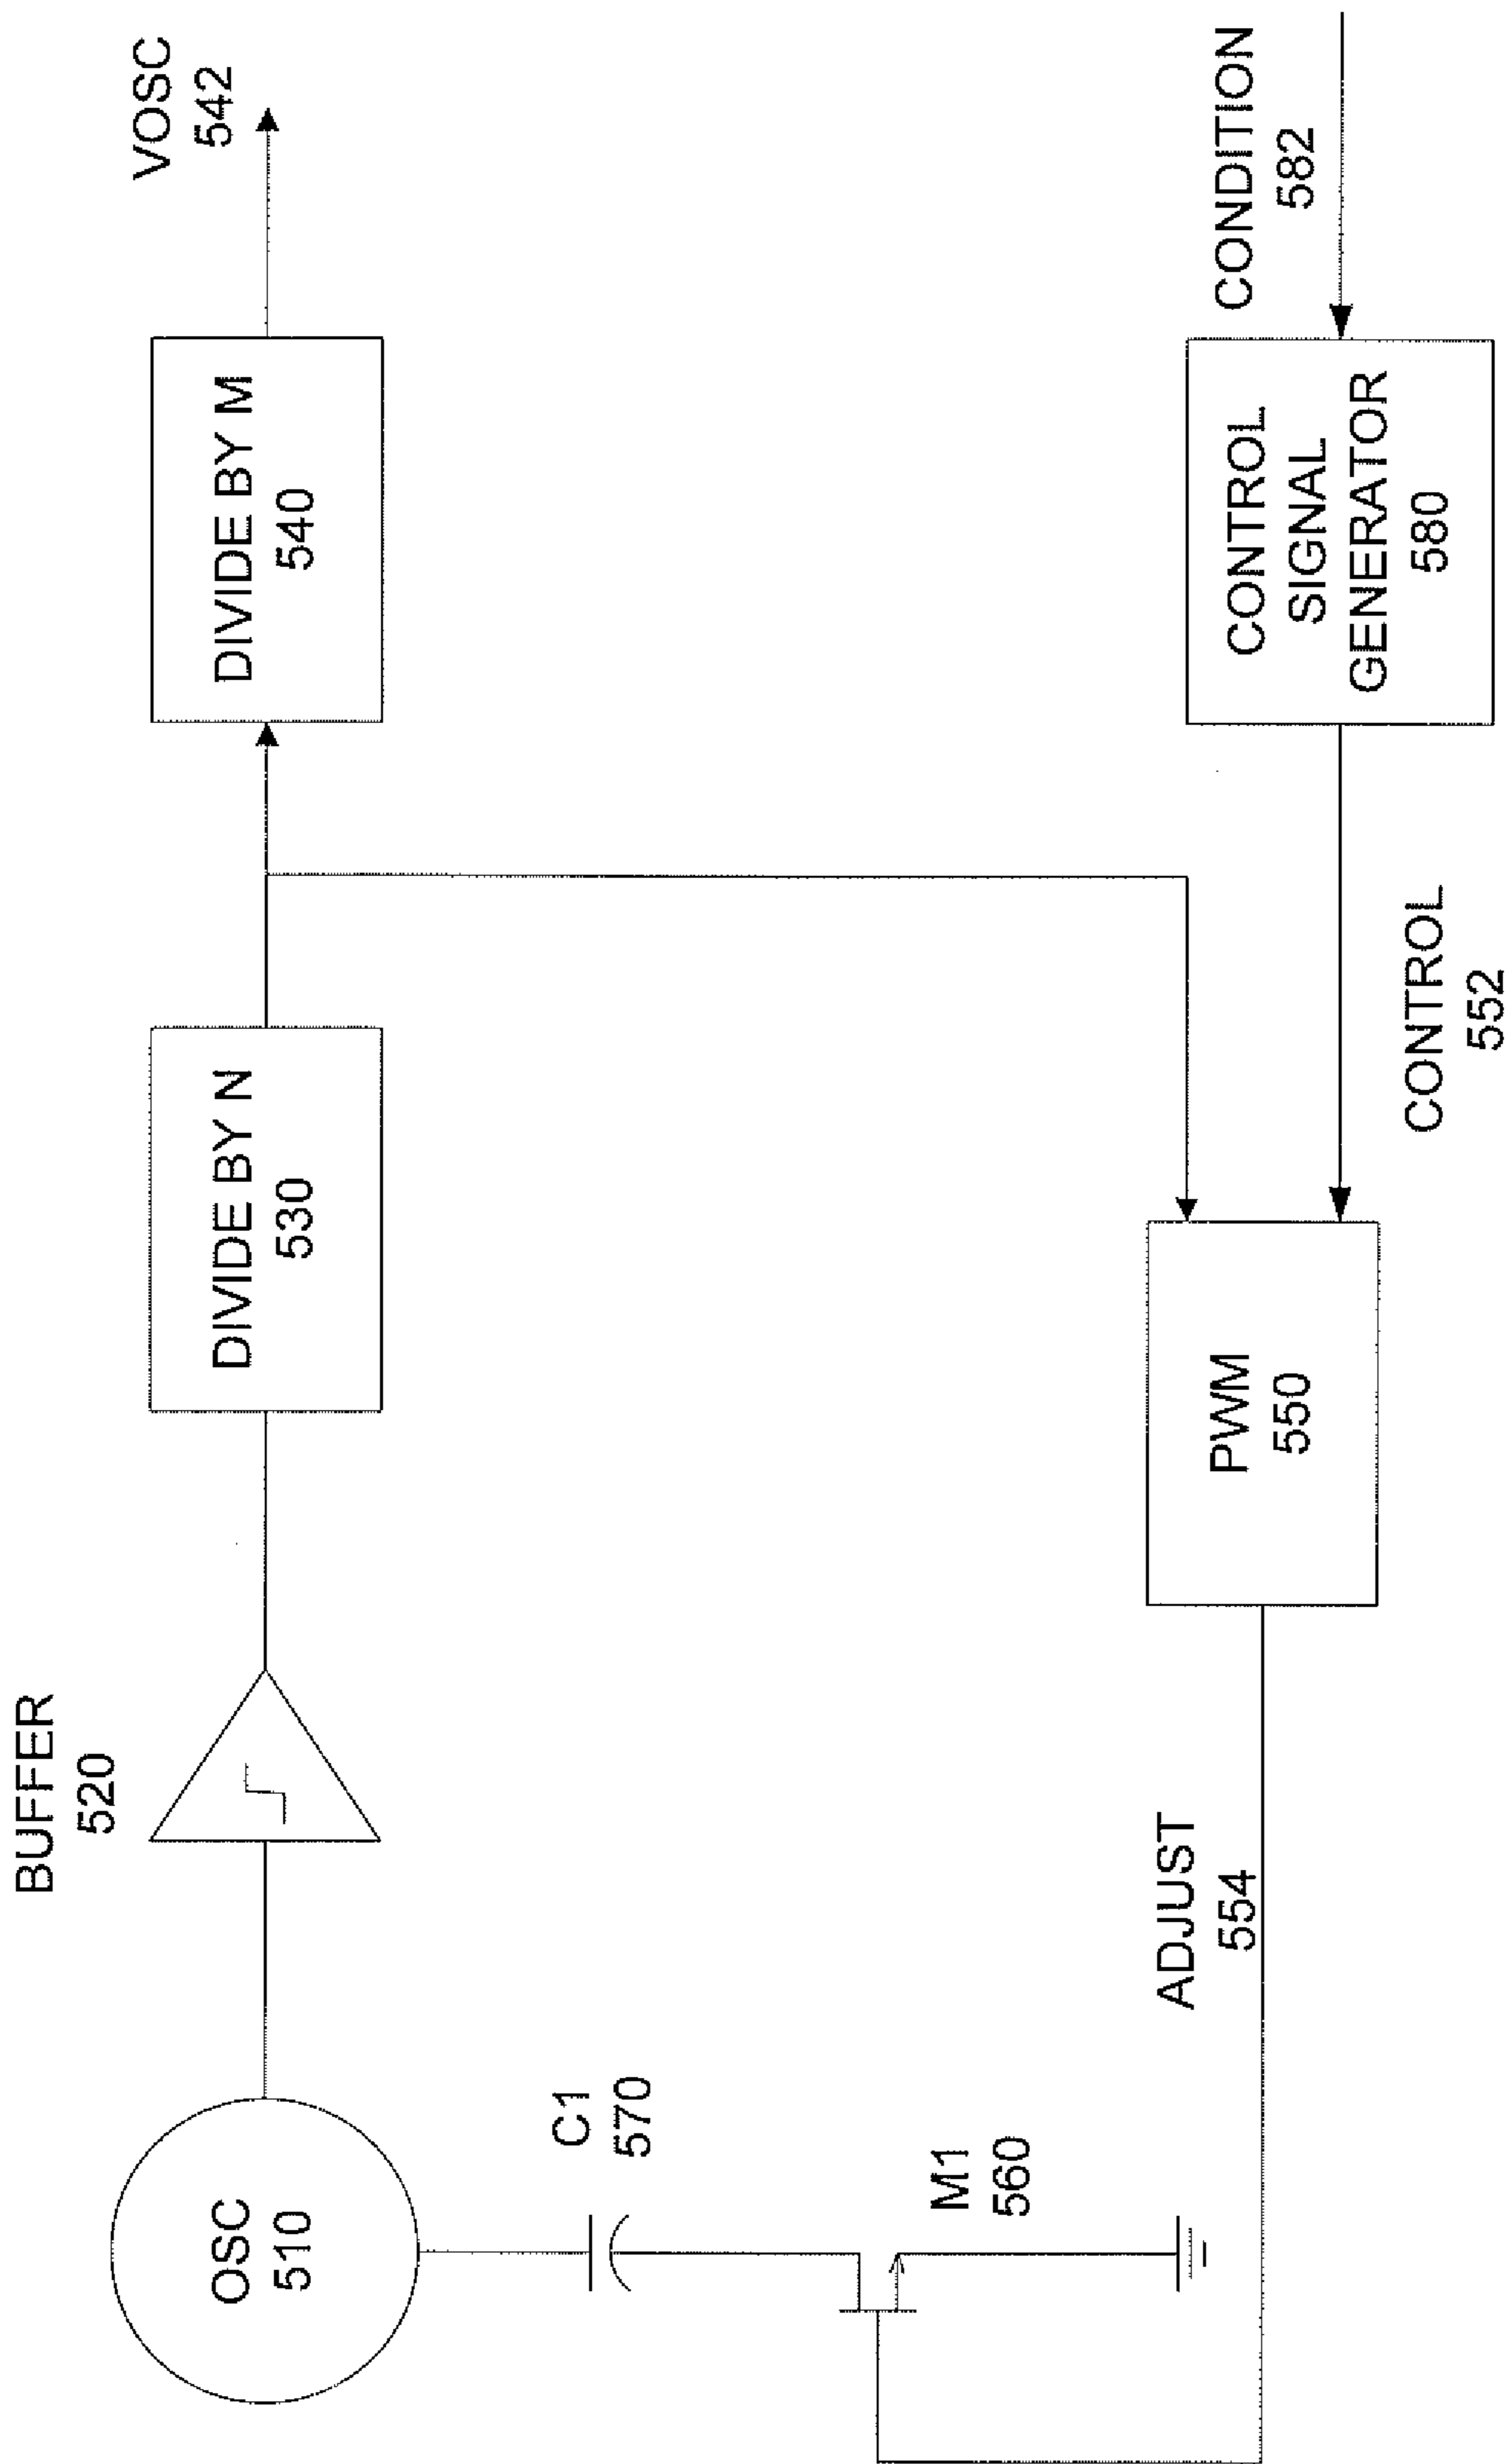 BUFFER
520
VOSC
542
OSC
510
DIVIDE BY N
530
DIVIDE BY M
540
C1
570
M1
560
ADJUST
554
PWM
550
CONTROL
552
CONTROL
SIGNAL
GENERATOR
580
CONDITION
582